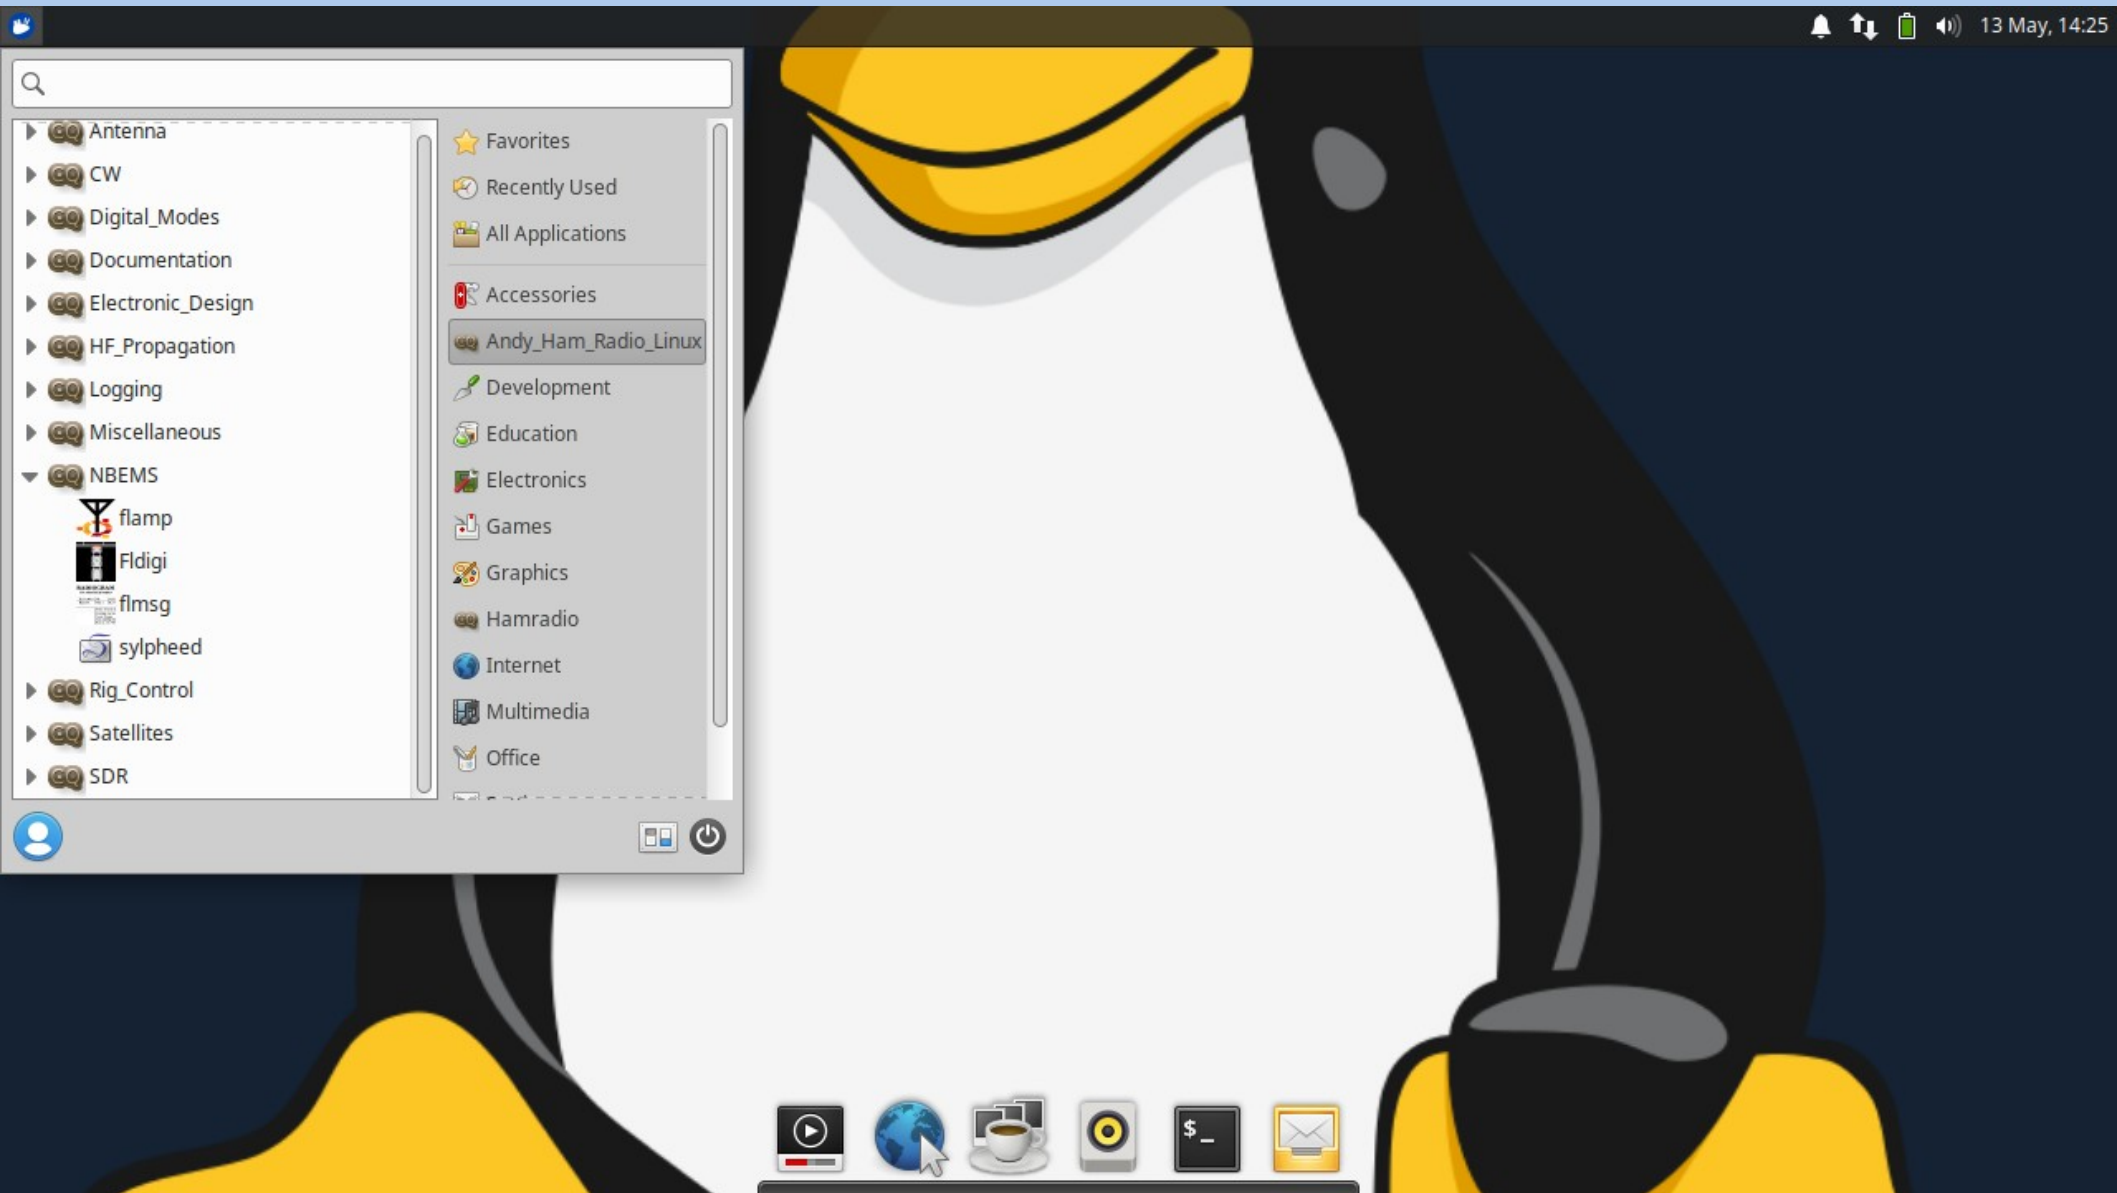 13 May, 14:25
Antenna
CW
Digital_Modes
Documentation
Electronic_Design
HF_Propagation
Logging
Miscellaneous
NBEMS
flamp
Fldigi
flmsg
sylpheed
Rig_Control
Satellites
SDR
Favorites
Recently Used
All Applications
Accessories
Andy_Ham_Radio_Linux
Development
Education
Electronics
Games
Graphics
Hamradio
Internet
Multimedia
Office
$_